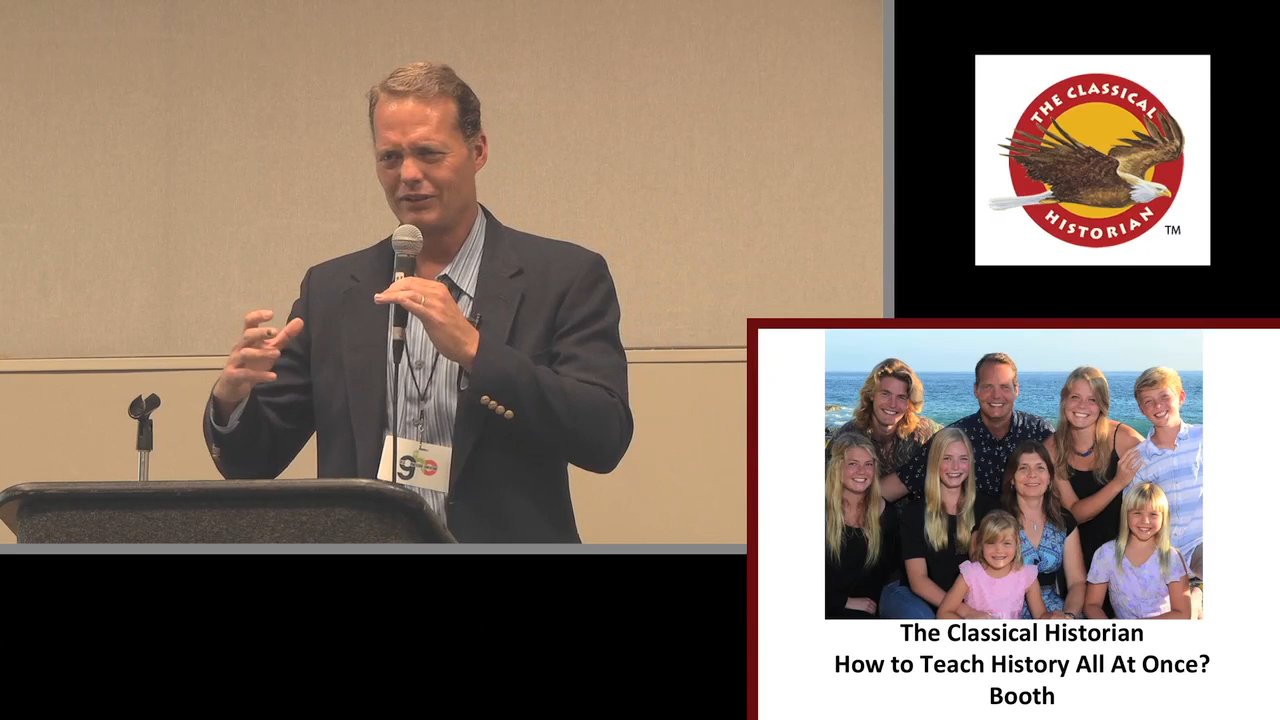 THE CLASSICAL
HISTORIAN
TM
The Classical Historian
How to Teach History All At Once?
Booth